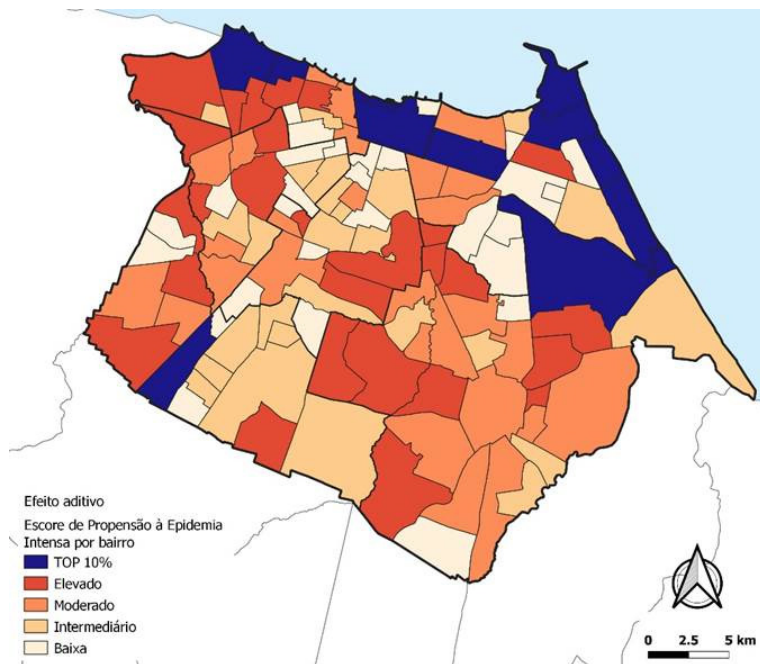 Efeito aditivo
Escore de Propensão à Epidemia
Intensa por bairro
TOP 10%
Elevado
Moderado
Intermediário
Baixa
0 2.5 5 km